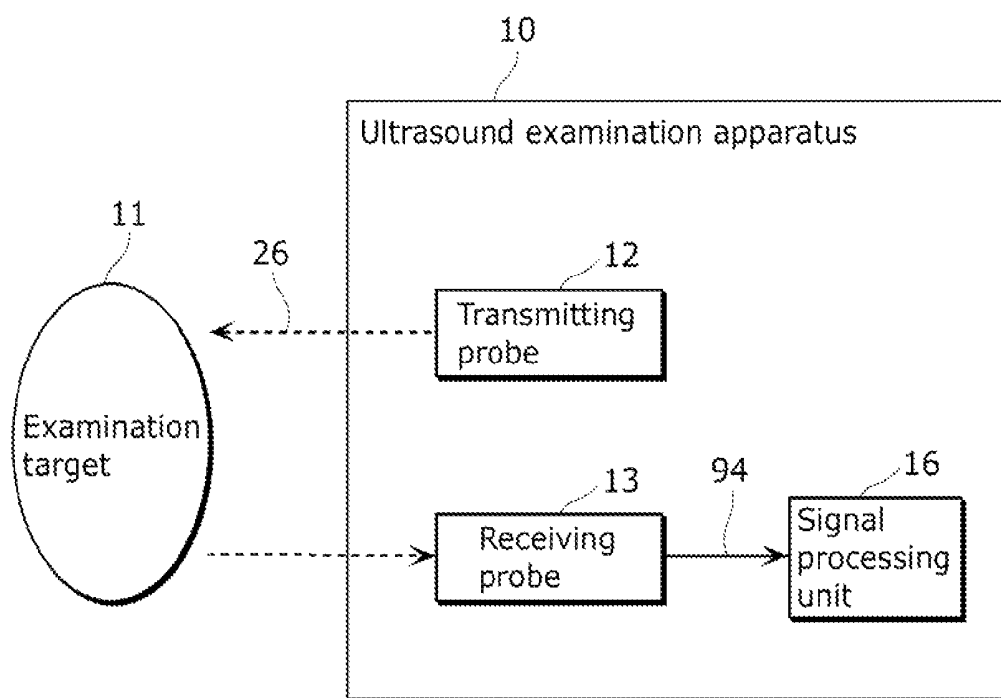 10
Ultrasound examination apparatus
11
26
12
Transmitting
probe
Examination
target
13
94
16
Receiving
probe
Signal
processing
unit